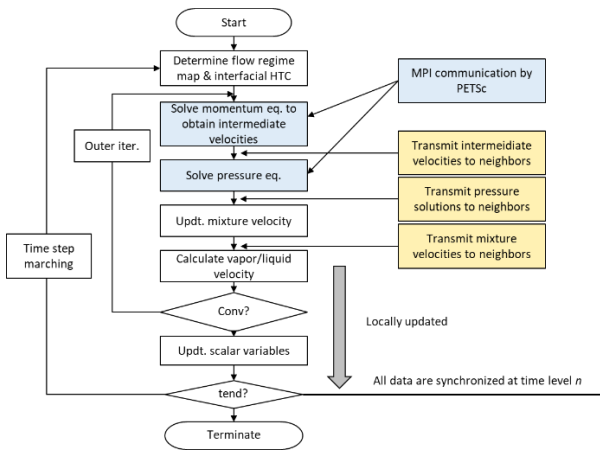 Start
Determine flow regime
map & interfacial HTC
MPI communication by
PETSc
Solve momentum eq. to
obtain intermediate
velocities
Outer iter.
Transmit intermeidiate
velocities to neighbors
Solve pressure eq.
Transmit pressure
solutions to neighbors
Updt. mixture velocity
Time step
marching
Transmit mixture
velocities to neighbors
Calculate vapor/liquid
velocity
Conv?
Locally updated
Updt. scalar variables
tend?
All data are synchronized at time level n
Terminate